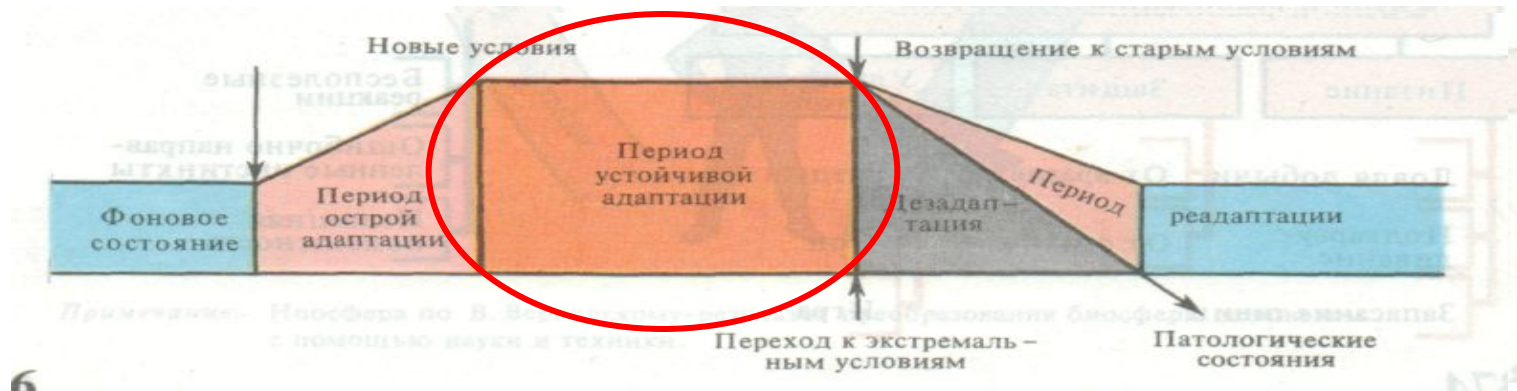 Новые условия
Возвращение к старым условиям
Период
устойчивой
адаптации
Фоновое
состояние
Период
острой
адаптации
Дезадап-
тация
Период
реадаптации
Переход к экстремаль-
ным условиям
Патологические
состояния
6